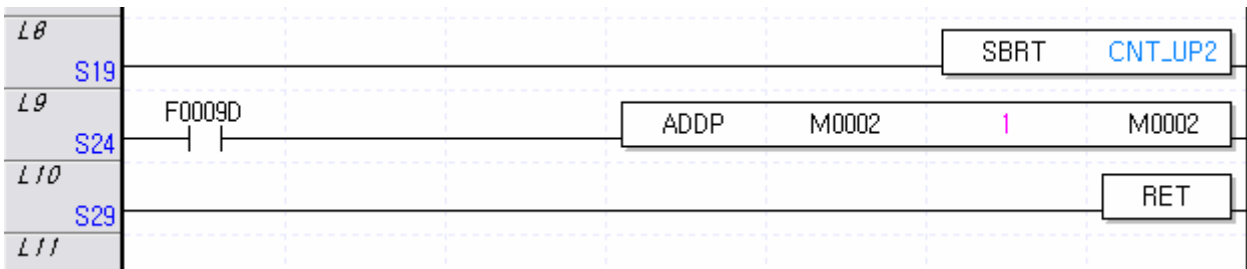 L8
SBRT CNT_UP2
S19
L9
F0009D
ADDP M0002 1 M0002
S24
L10
RET
S29
L11